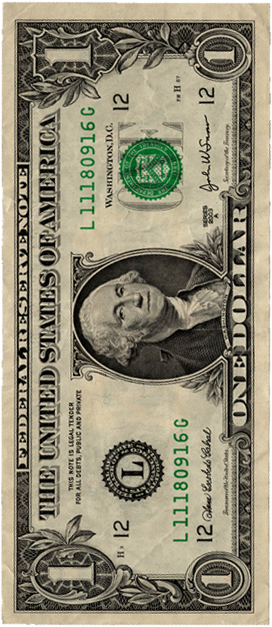 FEDERAL RESERVE NOTE
THE UNITED STATES OF AMERICA
1
1
THIS NOTE IS LEGAL TENDER
FOR ALL DEBTS, PUBLIC AND PRIVATE
L 11180916 G
12
12
WASHINGTON, D.C.
L
H 3
12
L 11180916 G
12
Treasurer of the United States.
SERIES
2003
A
Secretary of the Treasury.
1
ONE DOLLAR
1